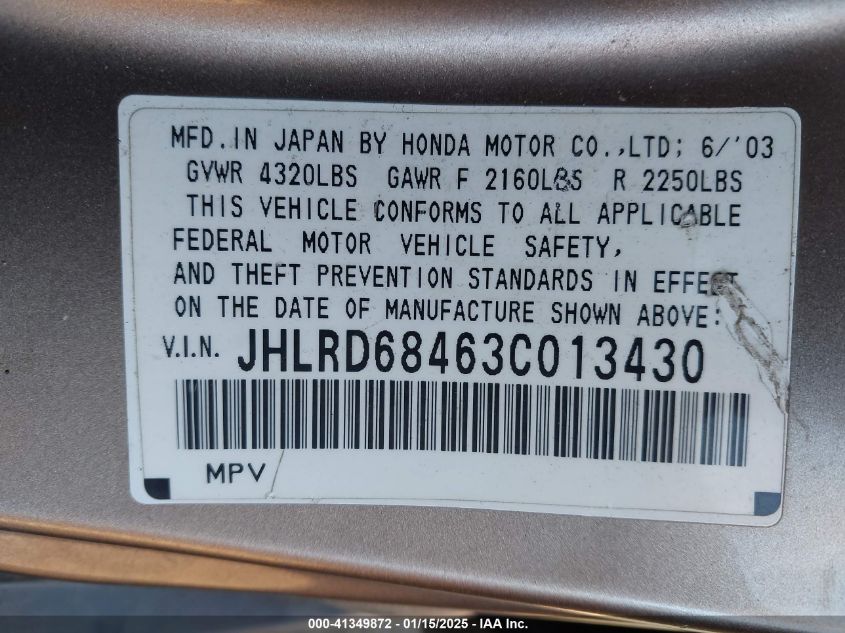 MFD.IN JAPAN BY HONDA MOTOR CO.,LTD; 6/'03
GVWR 4320LBS GAWR F 2160LBS R 2250LBS
THIS VEHICLE CONFORMS TO ALL APPLICABLE
FEDERAL MOTOR VEHICLE SAFETY,
AND THEFT PREVENTION STANDARDS IN EFFECT
ON THE DATE OF MANUFACTURE SHOWN ABOVE:
V.I.N. JHLRD68463C013430
MPV
000-41349872 - 01/15/2025 - IAAI Inc.